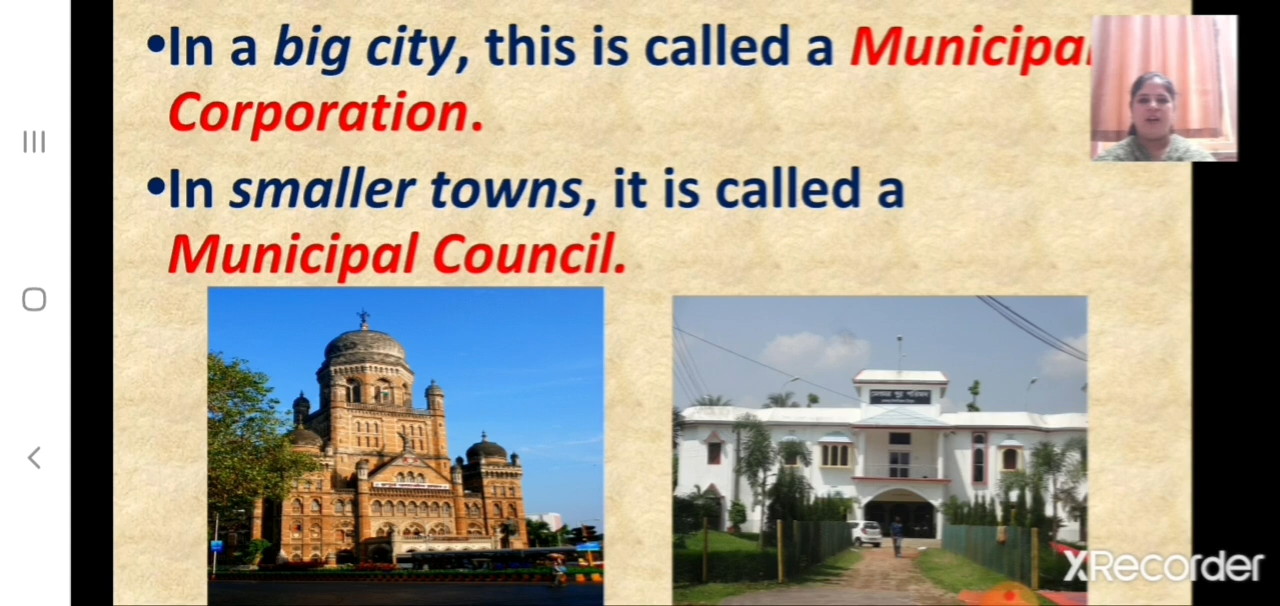 •In a big city, this is called a Municipal
Corporation.
•In smaller towns, it is called a
Municipal Council.
XRecorder